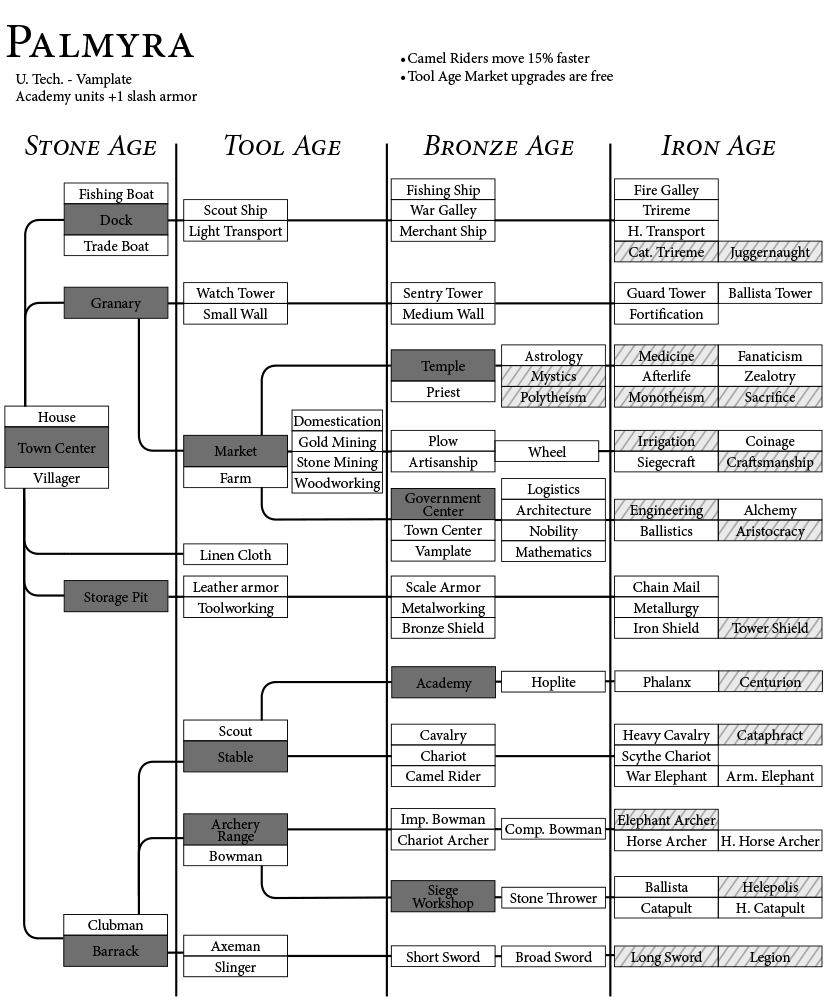 PALMYRA
U. Tech. - Vamplate
Academy units +1 slash armor
• Camel Riders move 15% faster
• Tool Age Market upgrades are free
STONE AGE
TOOL AGE
BRONZE AGE
IRON AGE
Fishing Boat
Dock
Trade Boat
Scout Ship
Light Transport
Fishing Ship
War Galley
Merchant Ship
Fire Galley
Trireme
H. Transport
Cat. Trireme
Juggernaught
Granary
Watch Tower
Small Wall
Sentry Tower
Medium Wall
Guard Tower
Ballista Tower
Fortification
Temple
Priest
Astrology
Mystics
Polytheism
Medicine
Fanaticism
Afterlife
Zealotry
Monotheism
Sacrifice
House
Town Center
Villager
Market
Farm
Domestication
Gold Mining
Stone Mining
Woodworking
Plow
Artisanship
Wheel
Irrigation
Coinage
Siegecraft
Craftsmanship
Government
Center
Town Center
Vamplate
Logistics
Architecture
Nobility
Mathematics
Engineering
Alchemy
Ballistics
Aristocracy
Linen Cloth
Storage Pit
Leather armor
Toolworking
Scale Armor
Metalworking
Bronze Shield
Chain Mail
Metallurgy
Iron Shield
Tower Shield
Academy
Hoplite
Phalanx
Centurion
Scout
Stable
Cavalry
Chariot
Camel Rider
Heavy Cavalry
Cataphract
Scythe Chariot
War Elephant
Arm. Elephant
Archery
Range
Bowman
Imp. Bowman
Chariot Archer
Comp. Bowman
Elephant Archer
Horse Archer
H. Horse Archer
Siege
Workshop
Stone Thrower
Ballista
Helepolis
Catapult
H. Catapult
Clubman
Barrack
Axeman
Slinger
Short Sword
Broad Sword
Long Sword
Legion